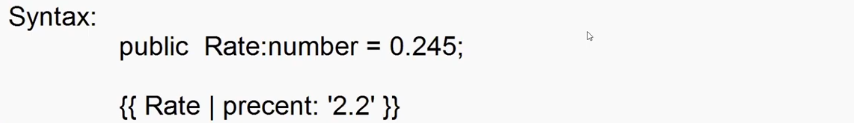 Syntax:
public Rate:number = 0.245;
{{ Rate | precent: '2.2' }}